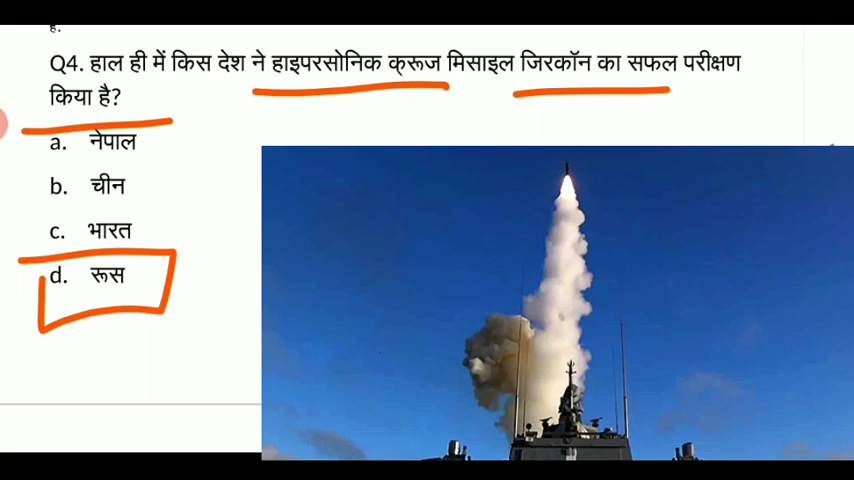 है.
Q4. हाल ही में किस देश ने हाइपरसोनिक क्रूज मिसाइल जिरकॉन का सफल परीक्षण
किया है?
a. नेपाल
b. चीन
c. भारत
d. रूस